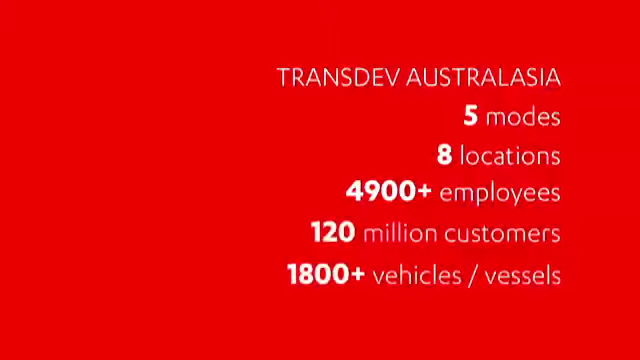 TRANSDEV AUSTRALASIA
5 modes
8 locations
4900+ employees
120 million customers
1800+ vehicles / vessels